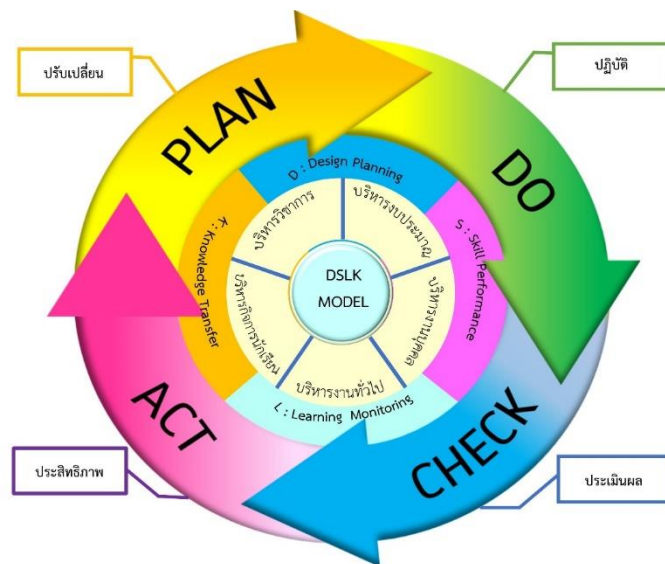 ปรับเปลี่ยน
ปฏิบัติ
PLAN
DO
D : Design Planning
K : Knowledge Transfer
S : Skill Performance
บริหารวิชาการ
บริหารงบประมาณ
DSLK
MODEL
บริหารกิจการนักเรียน
บริหารงานบุคคล
บริหารงานทั่วไป
L : Learning Monitoring
ACT
CHECK
ประสิทธิภาพ
ประเมินผล